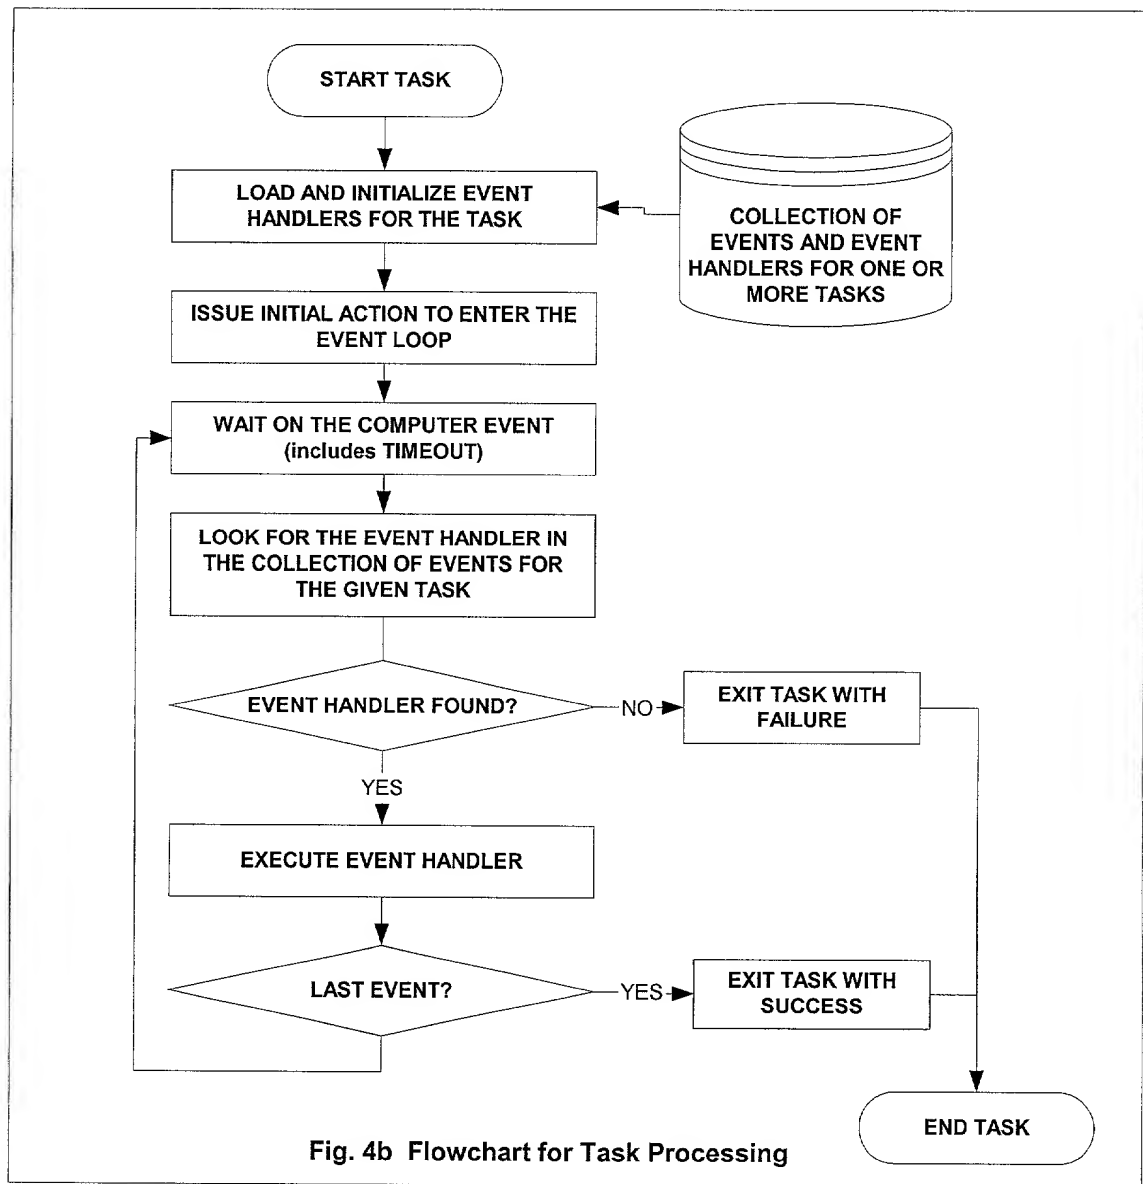 START TASK
LOAD AND INITIALIZE EVENT
HANDLERS FOR THE TASK
COLLECTION OF
EVENTS AND EVENT
HANDLERS FOR ONE OR
MORE TASKS
ISSUE INITIAL ACTION TO ENTER THE
EVENT LOOP
WAIT ON THE COMPUTER EVENT
(includes TIMEOUT)
LOOK FOR THE EVENT HANDLER IN
THE COLLECTION OF EVENTS FOR
THE GIVEN TASK
EVENT HANDLER FOUND?
NO
EXIT TASK WITH
FAILURE
YES
EXECUTE EVENT HANDLER
LAST EVENT?
YES
EXIT TASK WITH
SUCCESS
END TASK
Fig. 4b Flowchart for Task Processing